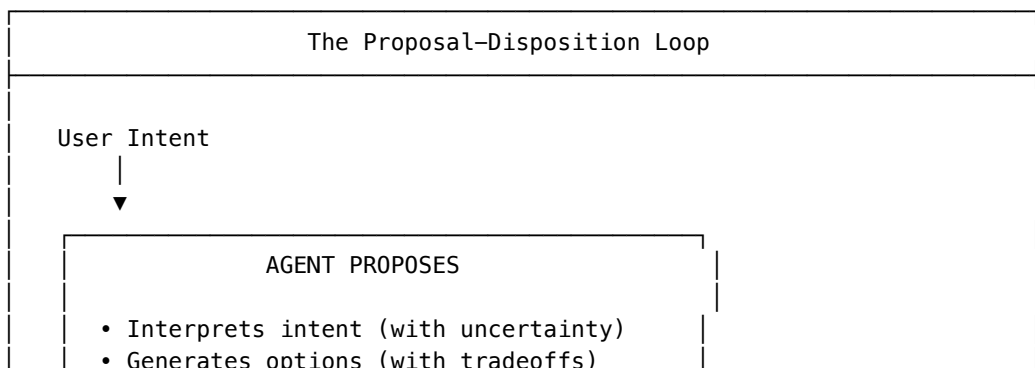 The Proposal–Disposition Loop
User Intent
AGENT PROPOSES
• Interprets intent (with uncertainty)
• Generates options (with tradeoffs)